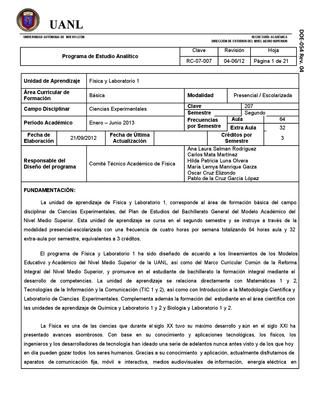 UANL
UNIVERSIDAD AUTÓNOMA DE NUEVO LEÓN
SECRETARÍA ACADÉMICA
DIRECCIÓN DE ESTUDIOS DEL NIVEL MEDIO SUPERIOR
DOE-054-Rev. 04
Programa de Estudio Analítico
Clave Revisión Hoja
RC-07-007 04-06/12 Página 1 de 21
Unidad de Aprendizaje Física y Laboratorio 1
Área Curricular de Formación Básica Modalidad Presencial / Escolarizada
Campo Disciplinar Ciencias Experimentales Clave 207
Semestre Segundo
Periodo Académico Enero – Junio 2013 Frecuencias por Semestre Aula 64
Extra Aula 32
Fecha de Elaboración 21/09/2012 Fecha de Última Actualización Créditos por Semestre 3
Responsable del Diseño del programa Comité Técnico Académico de Física
Ana Laura Salman Rodríguez
Carlos Mata Martínez
Hilda Patricia Luna Olvera
María Lemya Manrique Garza
Oscar Cruz Elizondo
Pablo de la Cruz García López
FUNDAMENTACIÓN:
La unidad de aprendizaje de Física y Laboratorio 1, corresponde al área de formación básica del campo
disciplinar de Ciencias Experimentales, del Plan de Estudios del Bachillerato General del Modelo Académico del
Nivel Medio Superior. Esta unidad de aprendizaje se cursa en el segundo semestre y se instruye a través de la
modalidad presencial-escolarizada con una frecuencia de cuatro horas por semana totalizando 64 horas aula y 32
extra-aula por semestre, equivalentes a 3 créditos.
El programa de Física y Laboratorio 1 ha sido diseñado de acuerdo a los lineamientos de los Modelos
Educativo y Académico del Nivel Medio Superior de la UANL, así como del Marco Curricular Común de la Reforma
Integral del Nivel Medio Superior, y promueve en el estudiante de bachillerato la formación integral mediante el
desarrollo de competencias. La unidad de aprendizaje se relaciona directamente con Matemáticas 1 y 2,
Tecnologías de la Información y la Comunicación (TIC 1 y 2), así como con Introducción a la Metodología Científica y
Laboratorio de Ciencias Experimentales. Complementa además la formación del estudiante en el área científica con
las unidades de aprendizaje de Química y Laboratorio 1 y 2 y Biología y Laboratorio 1 y 2.
La Física es una de las ciencias que durante el siglo XX tuvo su máximo desarrollo y aún en el siglo XXI ha
presentado avances asombrosos. Con base en su conocimiento y aplicaciones tecnológicas, los físicos, los
ingenieros y los desarrolladores de tecnología han ideado una serie de adelantos nunca antes visto y de los que hoy
en día pueden gozar todos los seres humanos. Gracias a su conocimiento y aplicación, actualmente disfrutamos de
aparatos de comunicación fija, móvil e interactiva, medios audiovisuales de información, energía eléctrica en